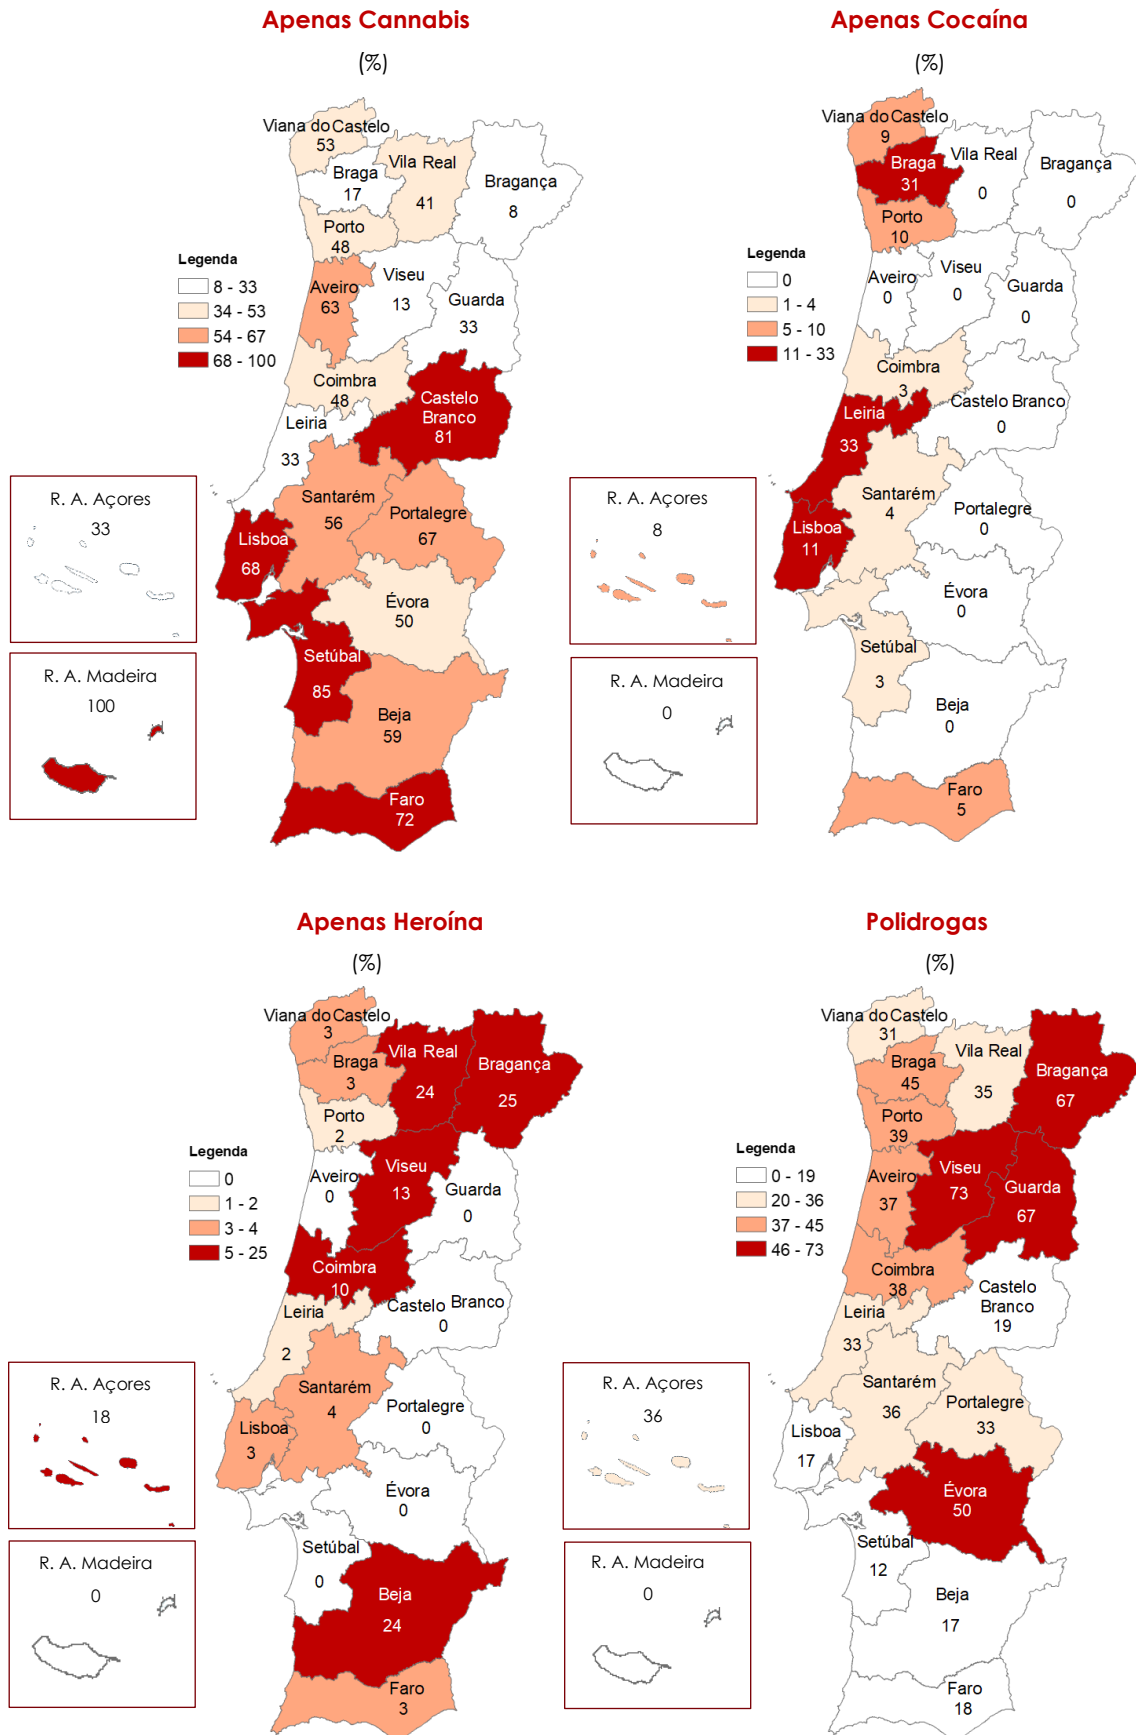 Apenas Cannabis
(%)
Viana do Castelo
53
Braga
17
Vila Real
41
Bragança
8
Porto
48
Legenda
8 - 33
34 - 53
54 - 67
68 - 100
Aveiro
63
Viseu
13
Guarda
33
Coimbra
48
Castelo
Branco
81
Leiria
33
Santarém
56
Portalegre
67
Lisboa
68
Évora
50
Setúbal
85
Beja
59
Faro
72
R. A. Açores
33
R. A. Madeira
100
Apenas Cocaína
(%)
Viana do Castelo
9
Braga
31
Vila Real
0
Bragança
0
Porto
10
Legenda
0
1 - 4
5 - 10
11 - 33
Aveiro
0
Viseu
0
Guarda
0
Coimbra
3
Castelo Branco
0
Leiria
33
Santarém
4
Portalegre
0
Lisboa
11
Évora
0
Setúbal
3
Beja
0
Faro
5
R. A. Açores
8
R. A. Madeira
0
Apenas Heroína
(%)
Viana do Castelo
3
Braga
3
Vila Real
24
Bragança
25
Porto
2
Legenda
0
1 - 2
3 - 4
5 - 25
Aveiro
0
Viseu
13
Guarda
0
Coimbra
10
Castelo Branco
0
Leiria
2
Santarém
4
Portalegre
0
Lisboa
3
Évora
0
Setúbal
0
Beja
24
Faro
3
R. A. Açores
18
R. A. Madeira
0
Polidrogas
(%)
Viana do Castelo
31
Braga
45
Vila Real
35
Bragança
67
Porto
39
Legenda
0 - 19
20 - 36
37 - 45
46 - 73
Aveiro
37
Viseu
73
Guarda
67
Coimbra
38
Castelo
Branco
19
Leiria
33
Santarém
36
Portalegre
33
Lisboa
17
Évora
50
Setúbal
12
Beja
17
Faro
18
R. A. Açores
36
R. A. Madeira
0